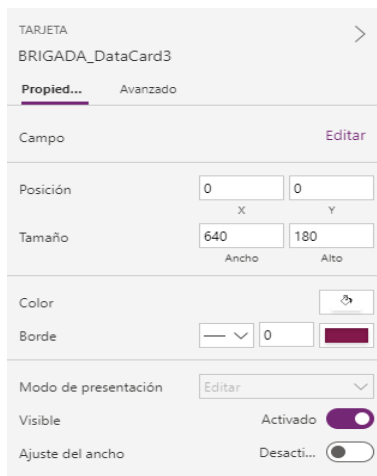 TARJETA
BRIGADA_DataCard3
Propied... Avanzado
Campo Editar
Posición 0 0
X Y
Tamaño 640 180
Ancho Alto
Color
Borde 0
Modo de presentación Editar
Visible Activado
Ajuste del ancho Desacti...